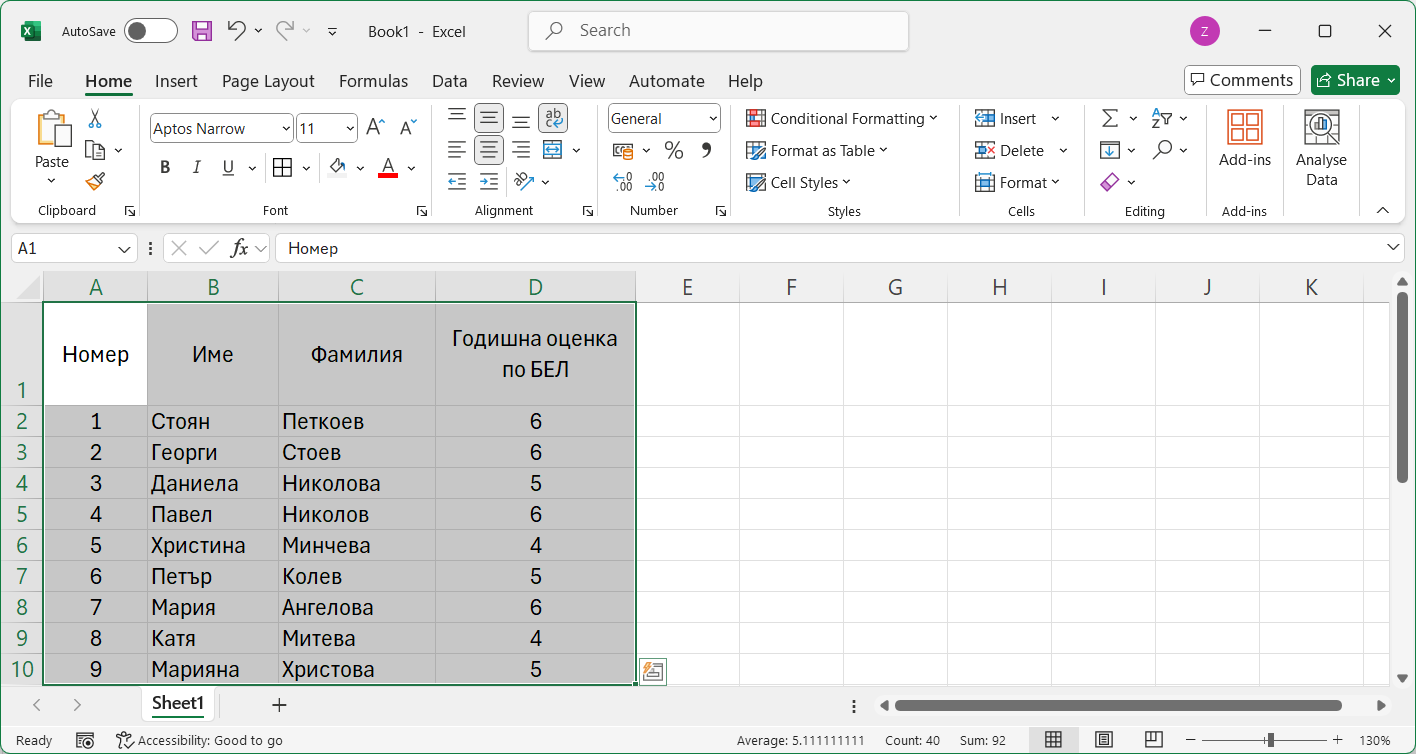 AutoSave Book1 - Excel Search Z
File Home Insert Page Layout Formulas Data Review View Automate Help Comments Share
Paste
Clipboard
Aptos Narrow 11
B I U A
Font
ab
Alignment
General
% 
Number
Conditional Formatting
Format as Table
Cell Styles
Styles
Insert
Delete
Format
Cells
Editing
Add-ins
Add-ins
Analyse
Data
A1 fx Номер
A B C D E F G H I J K
1 Номер Име Фамилия Годишна оценка
по БЕЛ
2 1 Стоян Петкоев 6
3 2 Георги Стоев 6
4 3 Даниела Николова 5
5 4 Павел Николов 6
6 5 Христина Минчева 4
7 6 Петър Колев 5
8 7 Мария Ангелова 6
9 8 Катя Митева 4
10 9 Марияна Христова 5
Sheet1
Ready Accessibility: Good to go Average: 5.111111111 Count: 40 Sum: 92 130%